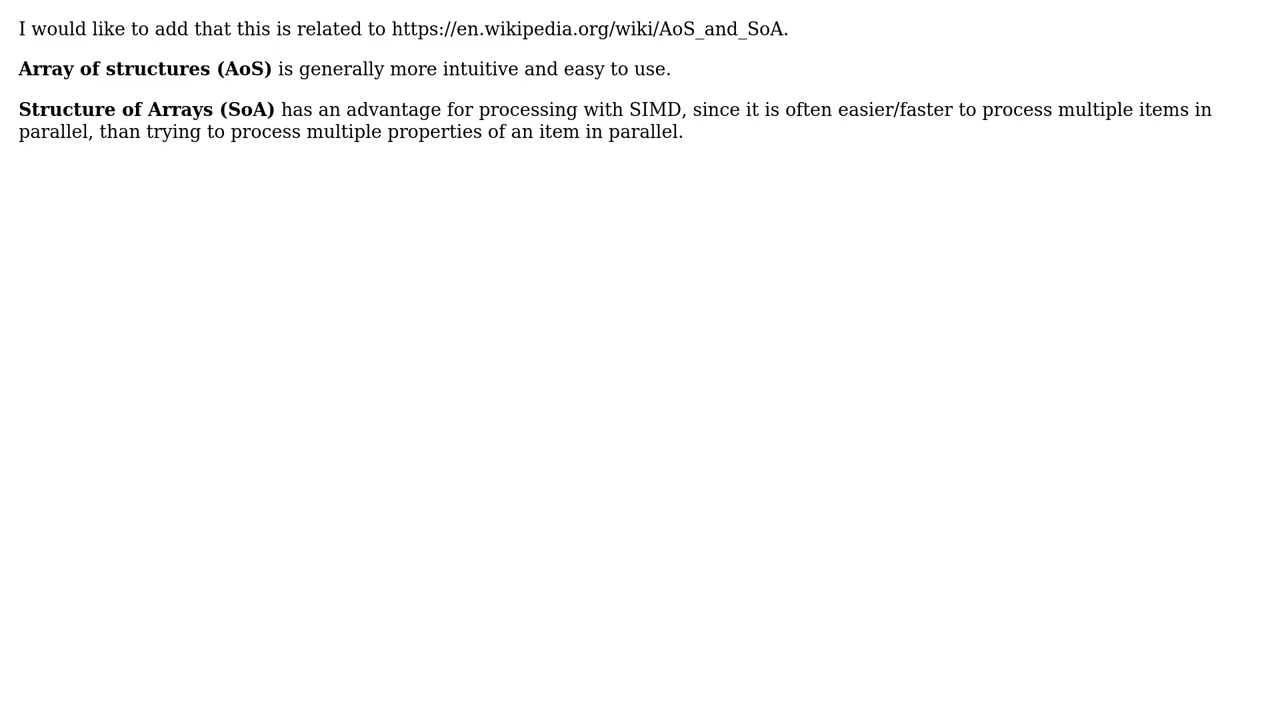 I would like to add that this is related to https://en.wikipedia.org/wiki/AoS_and_SoA.
Array of structures (AoS) is generally more intuitive and easy to use.
Structure of Arrays (SoA) has an advantage for processing with SIMD, since it is often easier/faster to process multiple items in
parallel, than trying to process multiple properties of an item in parallel.